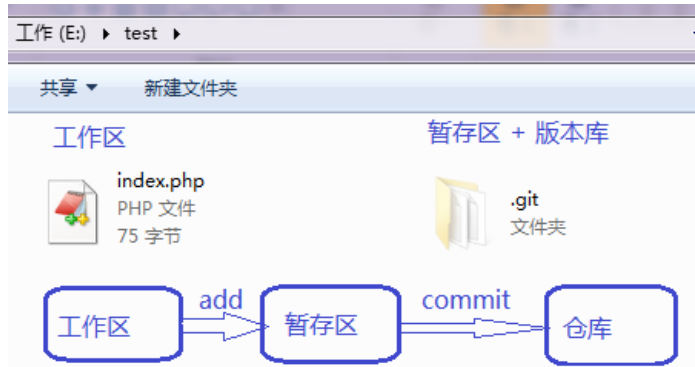 工作 (E:) ▸ test ▸
共享 ▼ 新建文件夹
工作区 暂存区 + 版本库
index.php
PHP 文件
75 字节
.git
文件夹
add commit
工作区 暂存区 仓库